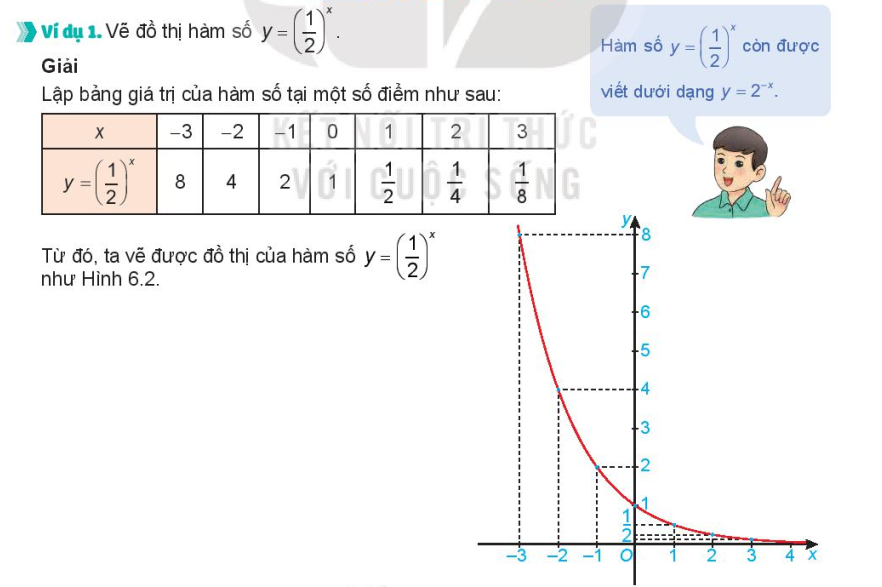 Ví dụ 1. Vẽ đồ thị hàm số y = (1/2)^x .
Hàm số y = (1/2)^x còn được
viết dưới dạng y = 2^{-x}.
Giải
Lập bảng giá trị của hàm số tại một số điểm như sau:
x –3 –2 –1 0 1 2 3
y = (1/2)^x 8 4 2 1 1/2 1/4 1/8
KẾT NỐI TRI THỨC
VỚI CUỘC SỐNG
Từ đó, ta vẽ được đồ thị của hàm số y = (1/2)^x
như Hình 6.2.
y
8
7
6
5
4
3
2
1
1/2
–3 –2 –1 O 1 2 3 4 x